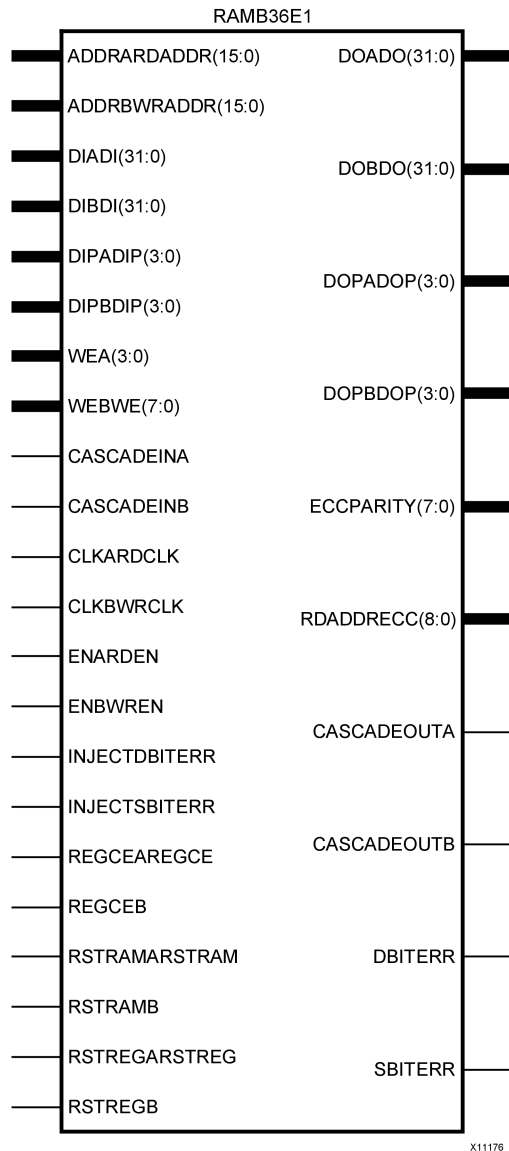 RAMB36E1
ADDRARDADDR(15:0)
DOADO(31:0)
ADDRBWRADDR(15:0)
DIADI(31:0)
DOBDO(31:0)
DIBDI(31:0)
DIPADIP(3:0)
DOPADOP(3:0)
DIPBDIP(3:0)
WEA(3:0)
DOPBDOP(3:0)
WEBWE(7:0)
CASCADEINA
CASCADEINB
ECCPARITY(7:0)
CLKARDCLK
CLKBWRCLK
RDADDRECC(8:0)
ENARDEN
ENBWREN
CASCADEOUTA
INJECTDBITERR
INJECTSBITERR
CASCADEOUTB
REGCEAREGCE
REGCEB
RSTRAMARSTRAM
DBITERR
RSTRAMB
RSTREGARSTREG
SBITERR
RSTREGB
X11176